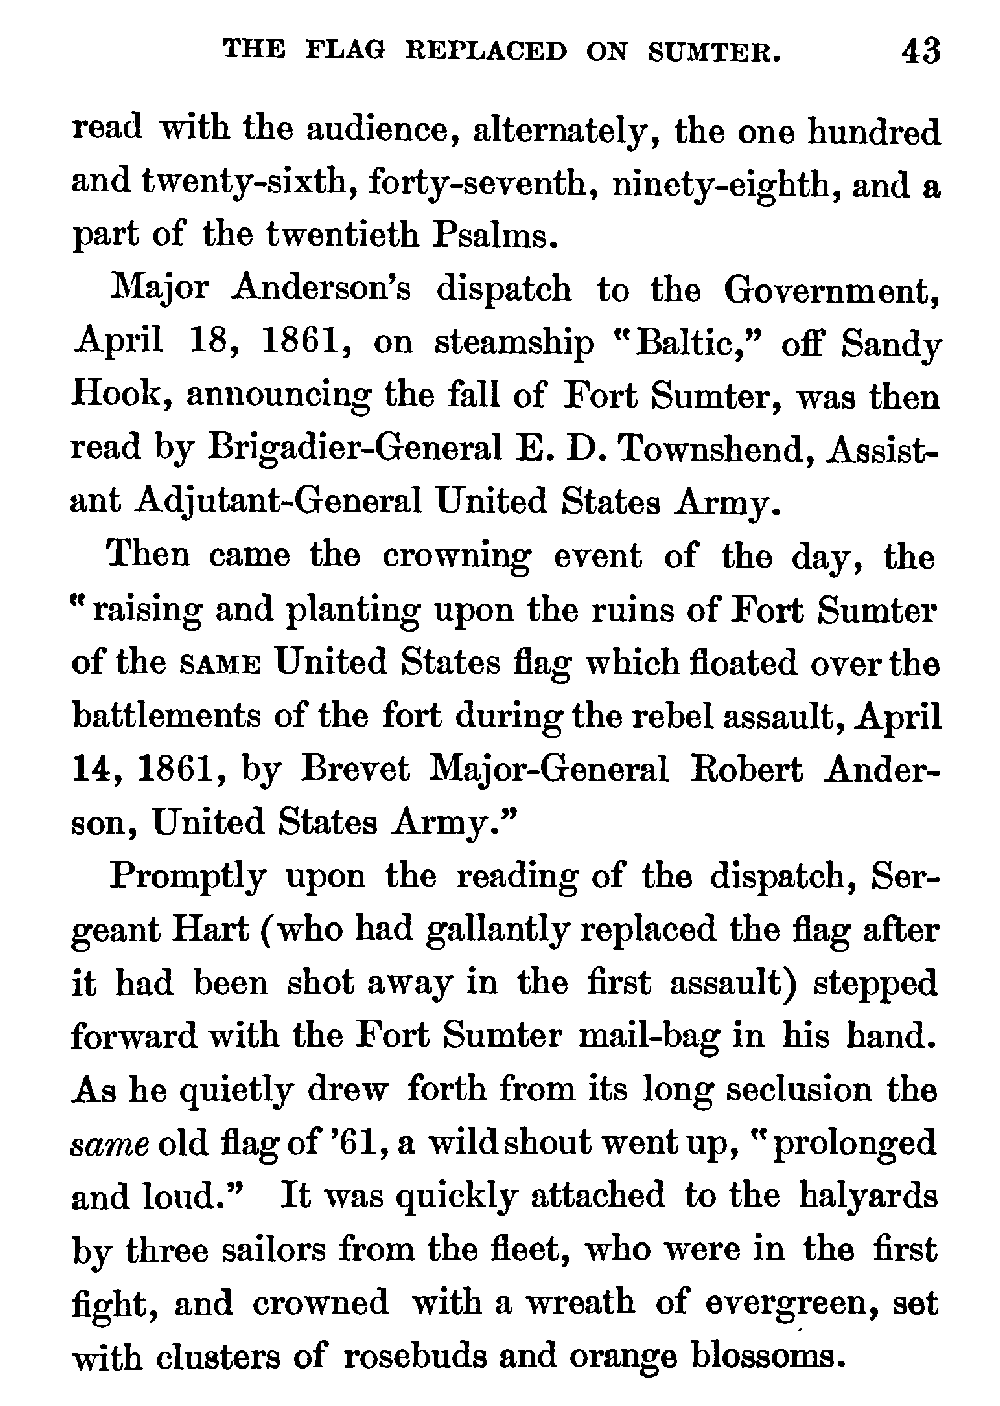 THE FLAG REPLACED ON SUMTER. 43
read with the audience, alternately, the one hundred
and twenty-sixth, forty-seventh, ninety-eighth, and a
part of the twentieth Psalms.
Major Anderson's dispatch to the Government,
April 18, 1861, on steamship "Baltic," off Sandy
Hook, announcing the fall of Fort Sumter, was then
read by Brigadier-General E. D. Townshend, Assist-
ant Adjutant-General United States Army.
Then came the crowning event of the day, the
"raising and planting upon the ruins of Fort Sumter
of the SAME United States flag which floated over the
battlements of the fort during the rebel assault, April
14, 1861, by Brevet Major-General Robert Ander-
son, United States Army."
Promptly upon the reading of the dispatch, Ser-
geant Hart (who had gallantly replaced the flag after
it had been shot away in the first assault) stepped
forward with the Fort Sumter mail-bag in his hand.
As he quietly drew forth from its long seclusion the
same old flag of '61, a wild shout went up, "prolonged
and loud." It was quickly attached to the halyards
by three sailors from the fleet, who were in the first
fight, and crowned with a wreath of evergreen, set
with clusters of rosebuds and orange blossoms.